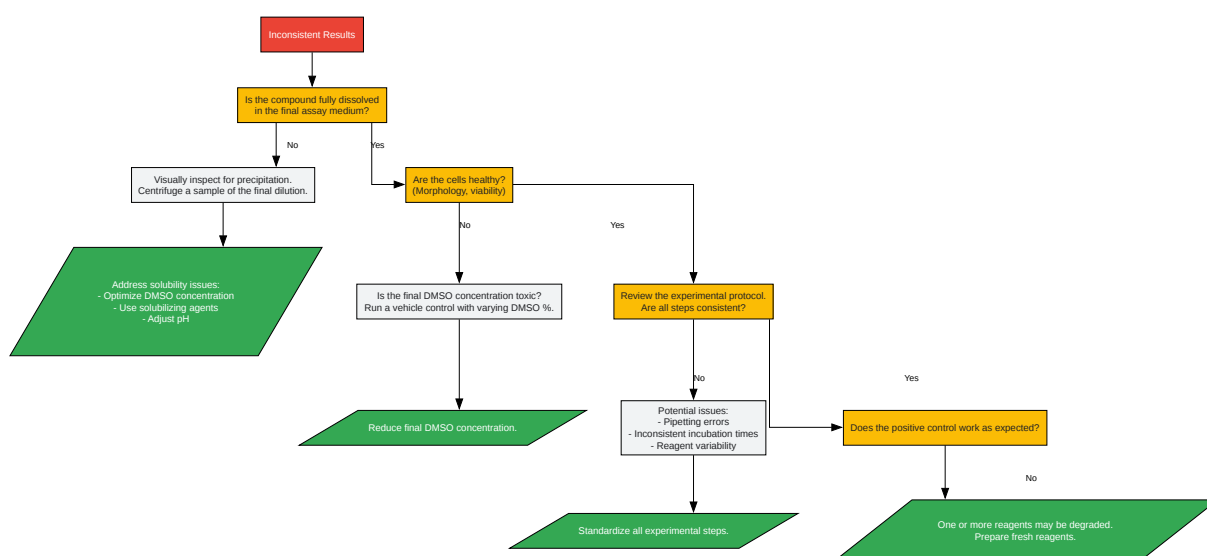 Inconsistent Results
Is the compound fully dissolved
in the final assay medium?
No
Yes
Visually inspect for precipitation.
Centrifuge a sample of the final dilution.
Are the cells healthy?
(Morphology, viability)
No
Yes
Address solubility issues:
- Optimize DMSO concentration
- Use solubilizing agents
- Adjust pH
Is the final DMSO concentration toxic?
Run a vehicle control with varying DMSO %.
Review the experimental protocol.
Are all steps consistent?
No
Yes
Reduce final DMSO concentration.
Potential issues:
- Pipetting errors
- Inconsistent incubation times
- Reagent variability
Does the positive control work as expected?
No
Standardize all experimental steps.
One or more reagents may be degraded.
Prepare fresh reagents.